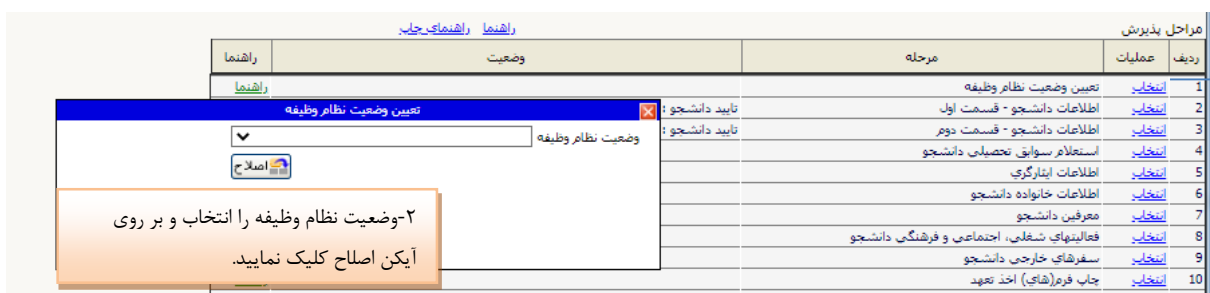 مراحل پذیرش راهنما راهنمای چاپ
ردیف عملیات مرحله وضعیت راهنما
1 انتخاب تعیین وضعیت نظام وظیفه راهنما
2 انتخاب اطلاعات دانشجو - قسمت اول تایید دانشجو :
3 انتخاب اطلاعات دانشجو - قسمت دوم تایید دانشجو :
4 انتخاب استعلام سوابق تحصیلی دانشجو
5 انتخاب اطلاعات ایثارگری
6 انتخاب اطلاعات خانواده دانشجو
7 انتخاب معرفین دانشجو
8 انتخاب فعالیتهای شغلی، اجتماعی و فرهنگی دانشجو
9 انتخاب سفرهای خارجی دانشجو
10 انتخاب چاپ فرم(های) اخذ تعهد
تعیین وضعیت نظام وظیفه
وضعیت نظام وظیفه
اصلاح
۲-وضعیت نظام وظیفه را انتخاب و بر روی
آیکن اصلاح کلیک نمایید.